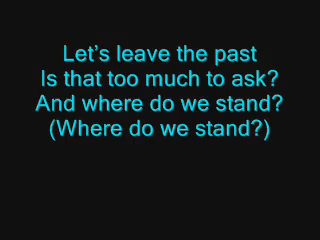 Let's leave the past
Is that too much to ask?
And where do we stand?
(Where do we stand?)